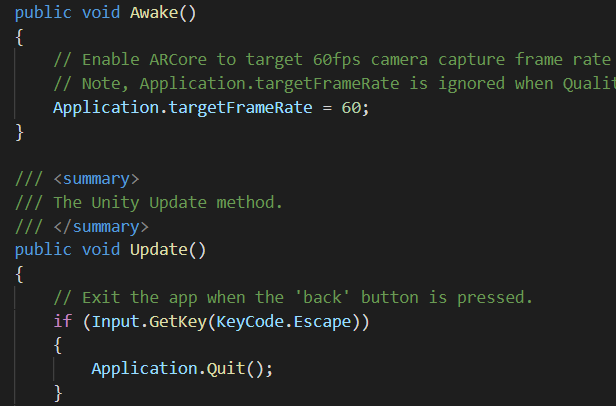 public void Awake()
{
// Enable ARCore to target 60fps camera capture frame rate
// Note, Application.targetFrameRate is ignored when
Application.targetFrameRate = 60;
}
/// <summary>
/// The Unity Update method.
/// </summary>
public void Update()
{
// Exit the app when the 'back' button is pressed.
if (Input.GetKey(KeyCode.Escape))
{
Application.Quit();
}